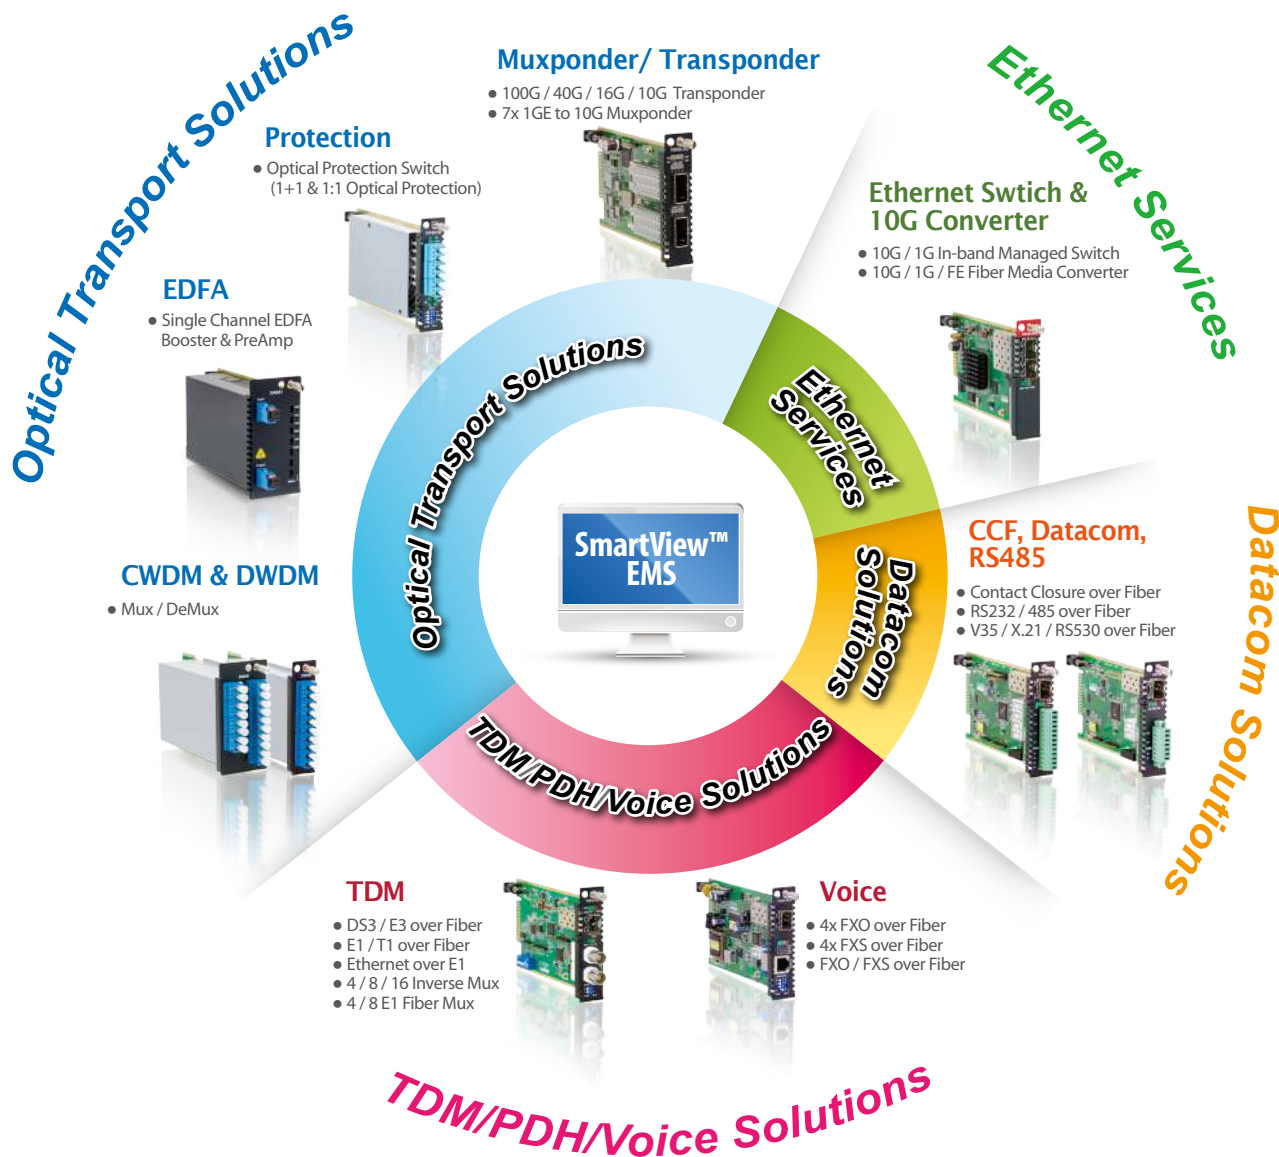 Optical Transport Solutions
Muxponder/ Transponder
● 100G / 40G / 16G / 10G Transponder
● 7x 1GE to 10G Muxponder
Protection
● Optical Protection Switch
(1+1 & 1:1 Optical Protection)
EDFA
● Single Channel EDFA
Booster & PreAmp
CWDM & DWDM
● Mux / DeMux
Ethernet Services
Ethernet Swtich &
10G Converter
● 10G / 1G In-band Managed Switch
● 10G / 1G / FE Fiber Media Converter
Optical Transport Solutions
Ethernet
Services
Datacom
Solutions
TDM/PDH/Voice Solutions
SmartView™
EMS
CCF, Datacom,
RS485
● Contact Closure over Fiber
● RS232 / 485 over Fiber
● V35 / X.21 / RS530 over Fiber
Datacom Solutions
TDM
● DS3 / E3 over Fiber
● E1 / T1 over Fiber
● Ethernet over E1
● 4 / 8 / 16 Inverse Mux
● 4 / 8 E1 Fiber Mux
Voice
● 4x FXO over Fiber
● 4x FXS over Fiber
● FXO / FXS over Fiber
TDM/PDH/Voice Solutions